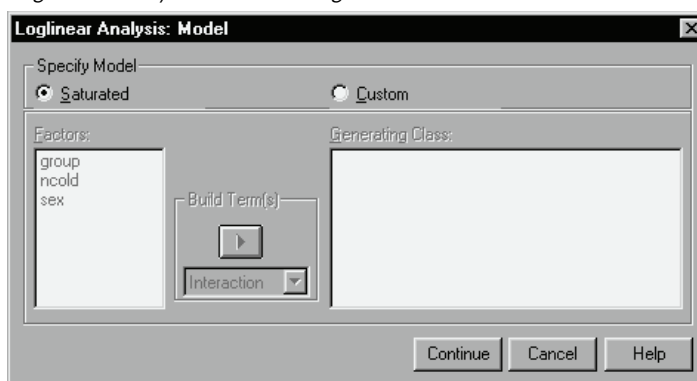 Loglinear Analysis: Model
Specify Model
Saturated
Custom
Factors:
Generating Class:
group
ncold
sex
Build Term(s)
Interaction
Continue
Cancel
Help